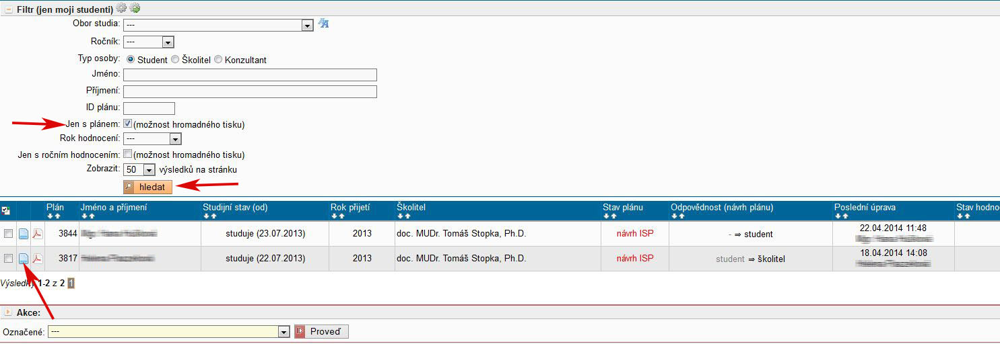 Filtr (jen moji studenti)
Obor studia: ---
Ročník: ---
Typ osoby: Student Školitel Konzultant
Jméno:
Příjmení:
ID plánu:
Jen s plánem: (možnost hromadného tisku)
Rok hodnocení: ---
Jen s ročním hodnocením: (možnost hromadného tisku)
Zobrazit: 50 výsledků na stránku
hledat
Plán Jméno a příjmení Studijní stav (od) Rok přijetí Školitel Stav plánu Odpovědnost (návrh plánu) Poslední úprava Stav hodno
3844 studuje (23.07.2013) 2013 doc. MUDr. Tomáš Stopka, Ph.D. návrh ISP - ⇒ student 22.04.2014 11:48
3817 studuje (22.07.2013) 2013 doc. MUDr. Tomáš Stopka, Ph.D. návrh ISP student ⇒ školitel 18.04.2014 14:08
Výsledky 1-2 z 2 1
Akce:
Označené: --- Proveď